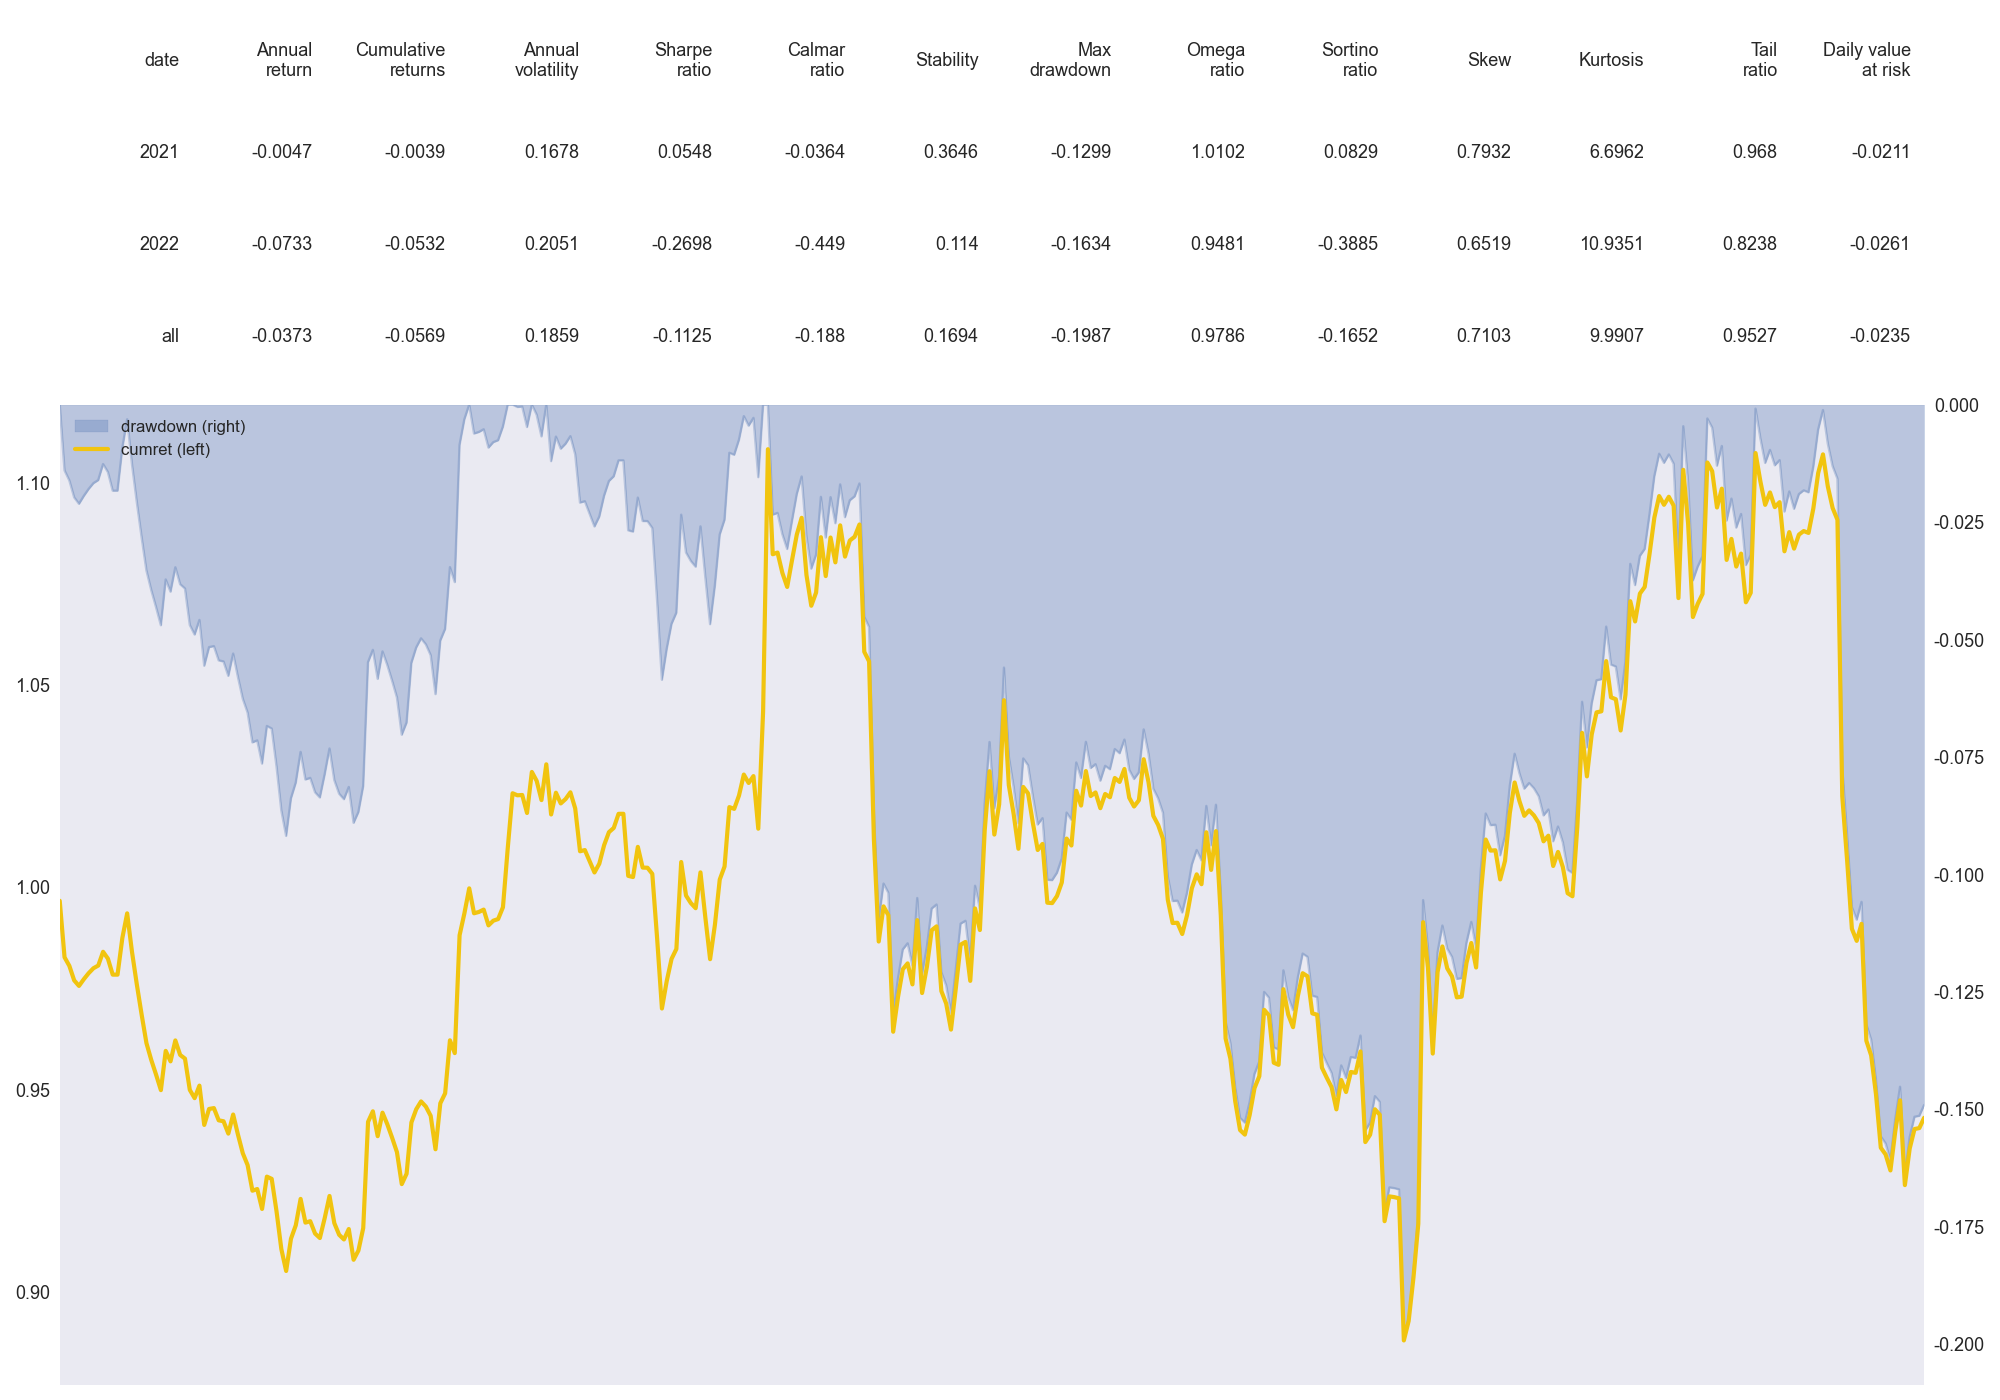 date Annual return Cumulative returns Annual volatility Sharpe ratio Calmar ratio Stability Max drawdown Omega ratio Sortino ratio Skew Kurtosis Tail ratio Daily value at risk
2021 -0.0047 -0.0039 0.1678 0.0548 -0.0364 0.3646 -0.1299 1.0102 0.0829 0.7932 6.6962 0.968 -0.0211
2022 -0.0733 -0.0532 0.2051 -0.2698 -0.449 0.114 -0.1634 0.9481 -0.3885 0.6519 10.9351 0.8238 -0.0261
all -0.0373 -0.0569 0.1859 -0.1125 -0.188 0.1694 -0.1987 0.9786 -0.1652 0.7103 9.9907 0.9527 -0.0235
drawdown (right)
cumret (left)
1.10
1.05
1.00
0.95
0.90
0.000
-0.025
-0.050
-0.075
-0.100
-0.125
-0.150
-0.175
-0.200